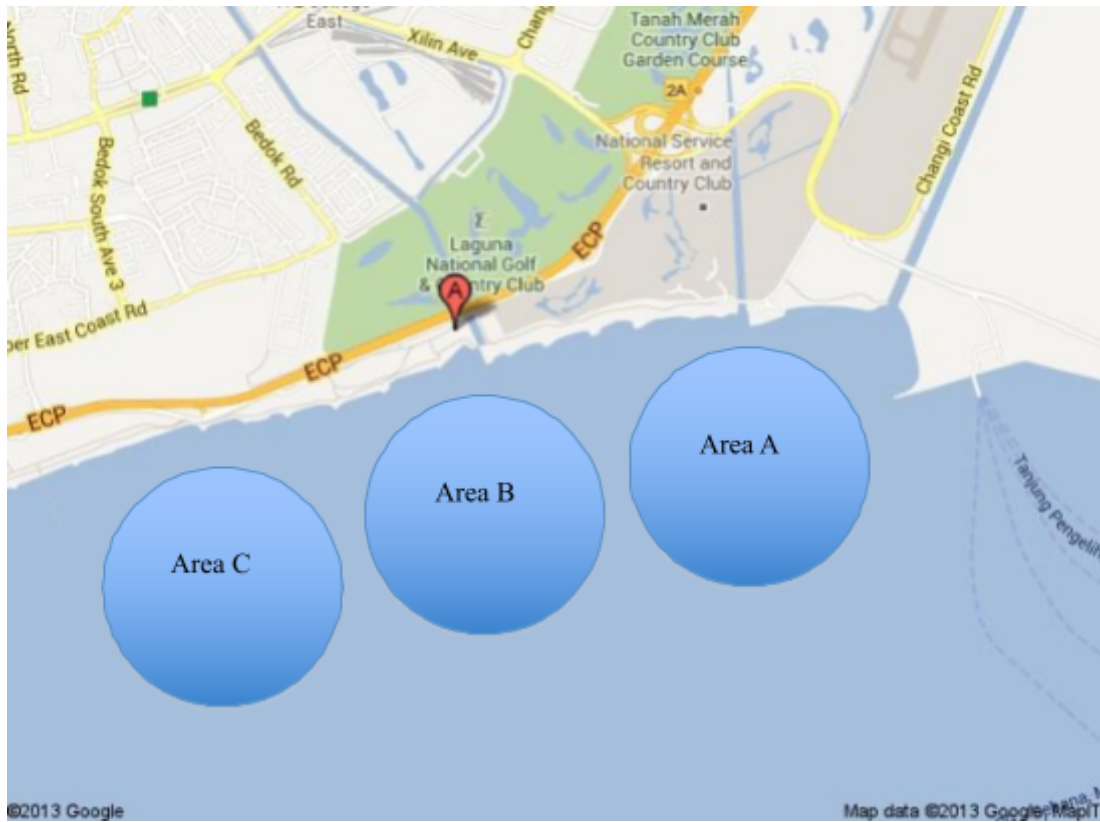 East
Xilin Ave
Tanah Merah
Country Club
Garden Course
2A
North Rd
Bedok South Ave 3
Bedok Rd
National Service
Resort and
Country Club
Changi Coast Rd
Laguna
National Golf
& Country Club
A
ECP
East Coast Rd
ECP
ECP
Area A
Area B
Area C
Tanjung
©2013 Google
Map data ©2013 Google,